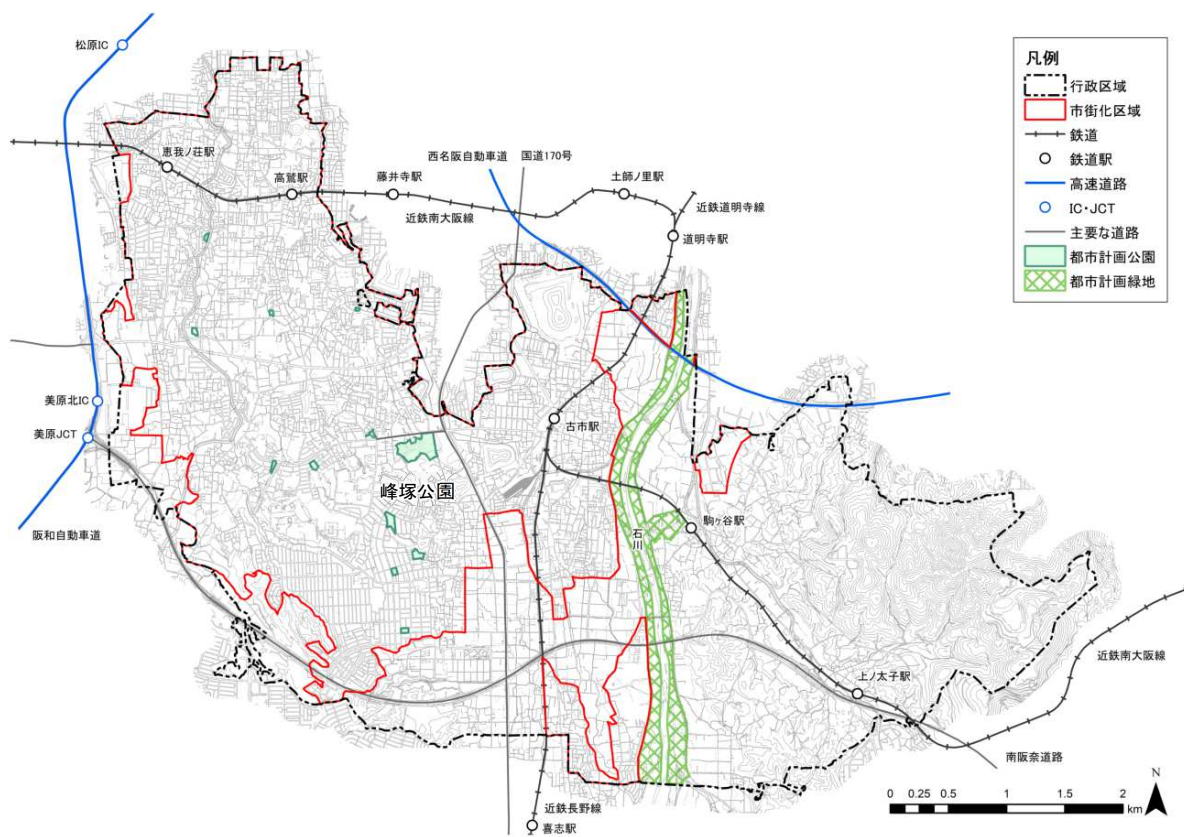 松原IC
恵我ノ荘駅
高鷲駅
藤井寺駅
西名阪自動車道
国道170号
土師ノ里駅
近鉄南大阪線
近鉄道明寺線
道明寺駅
凡例
行政区域
市街化区域
鉄道
鉄道駅
高速道路
IC・JCT
主要な道路
都市計画公園
都市計画緑地
美原北IC
美原JCT
古市駅
峰塚公園
阪和自動車道
石川
駒ヶ谷駅
上ノ太子駅
近鉄南大阪線
南阪奈道路
近鉄長野線
喜志駅
N
0 0.25 0.5 1 1.5 2
km